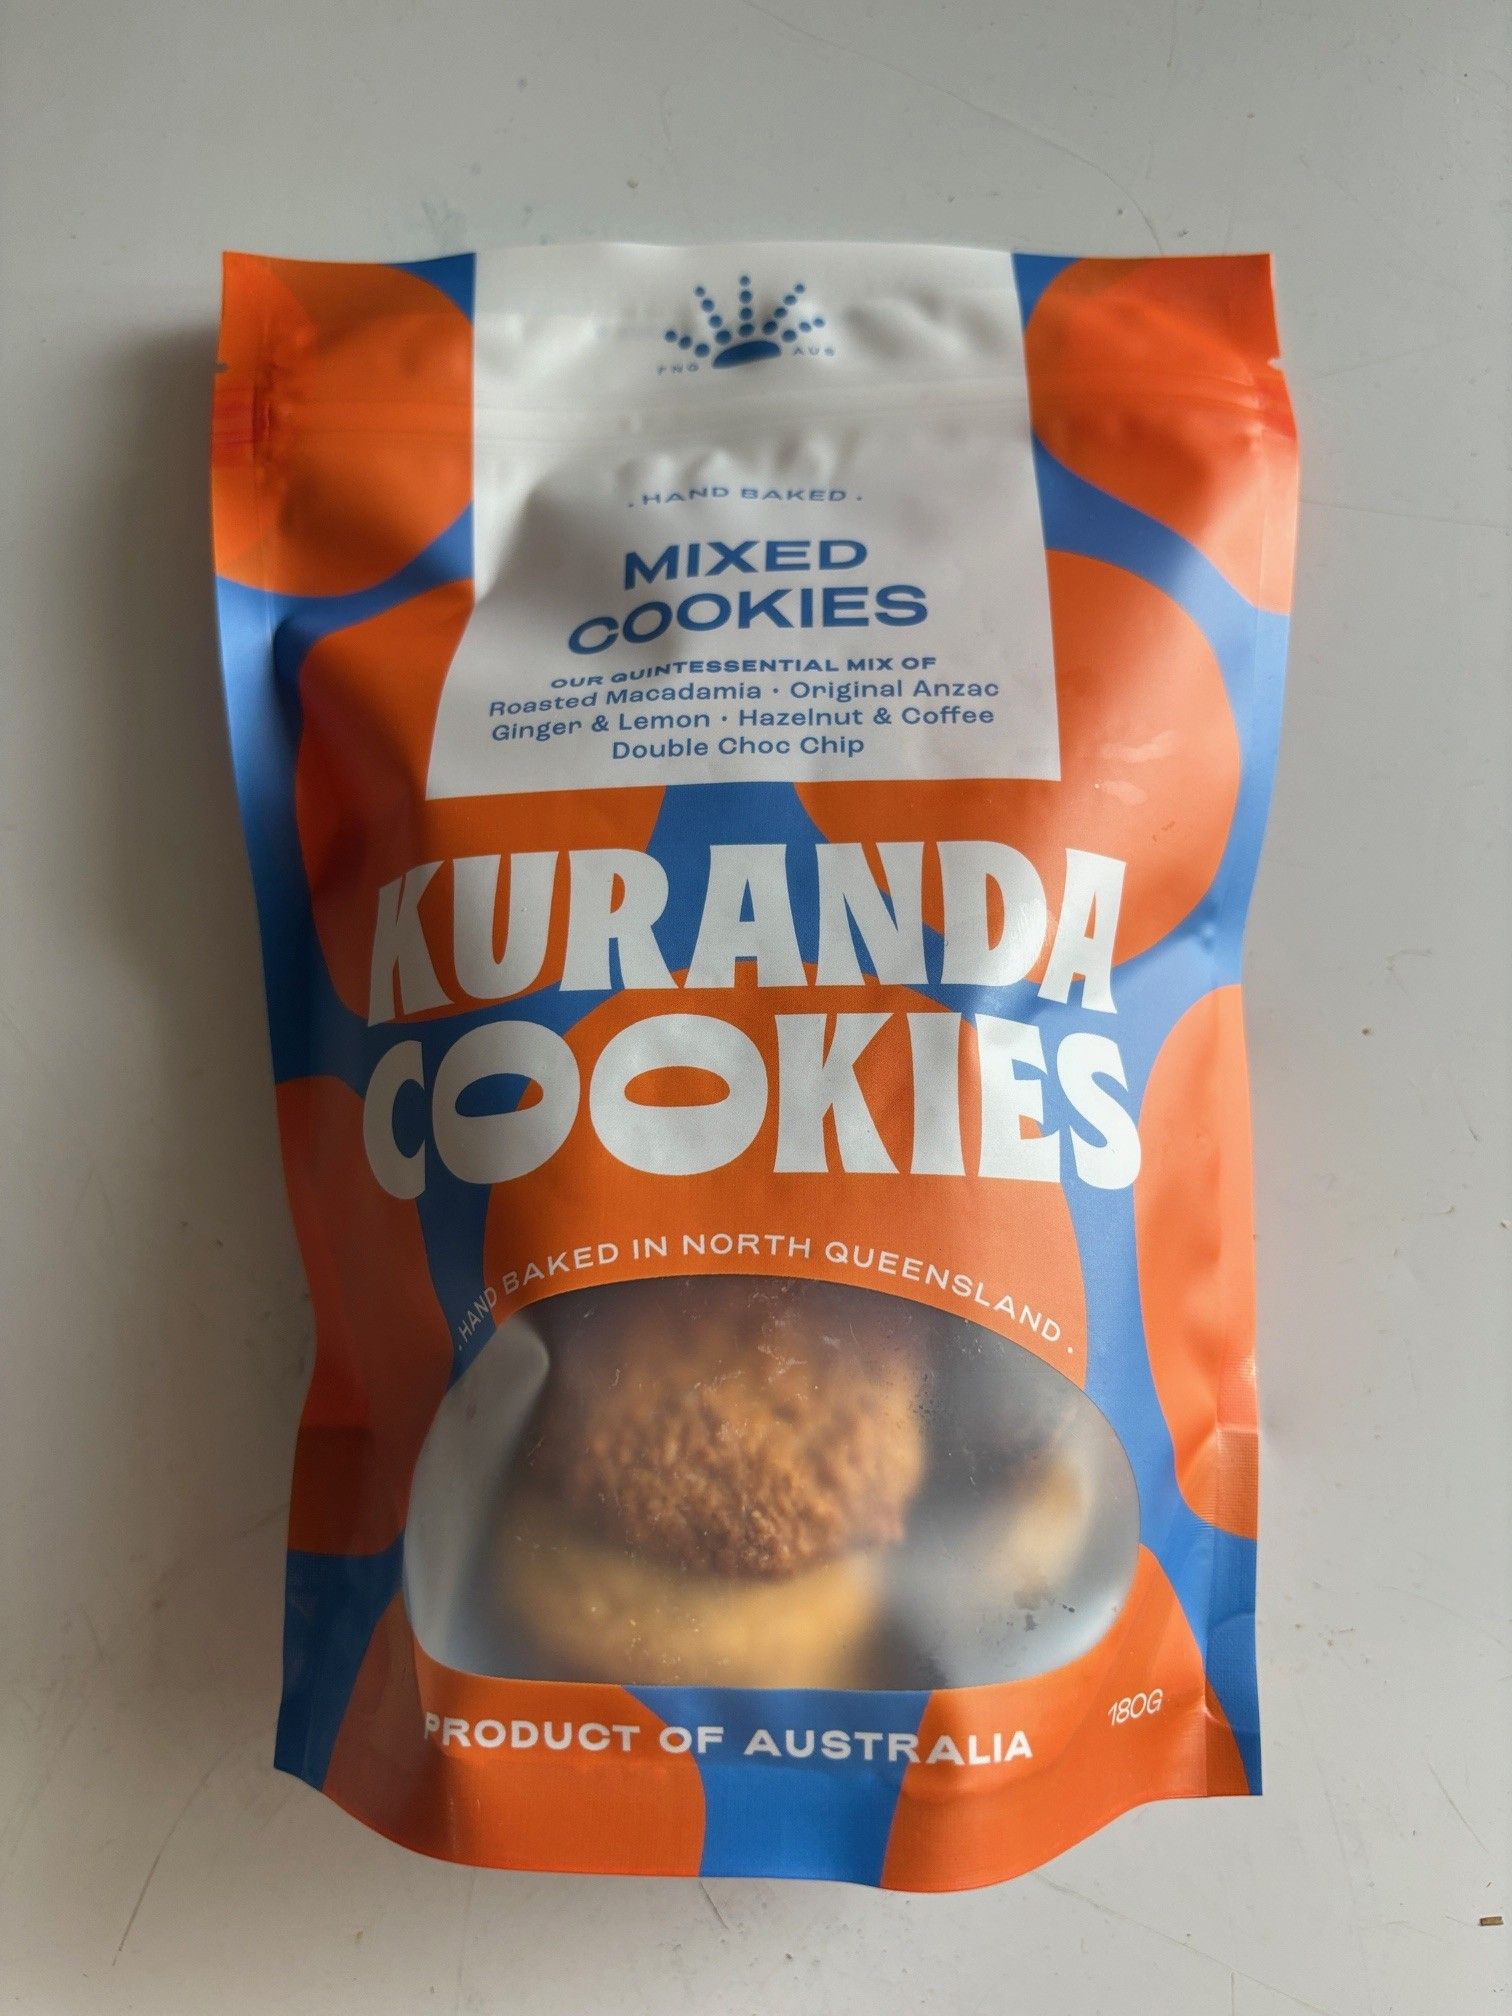 PNG AUS
. HAND BAKED .
MIXED
COOKIES
OUR QUINTESSENTIAL MIX OF
Roasted Macadamia · Original Anzac
Ginger & Lemon · Hazelnut & Coffee
Double Choc Chip
KURANDA
COOKIES
. HAND BAKED IN NORTH QUEENSLAND .
180G
PRODUCT OF AUSTRALIA